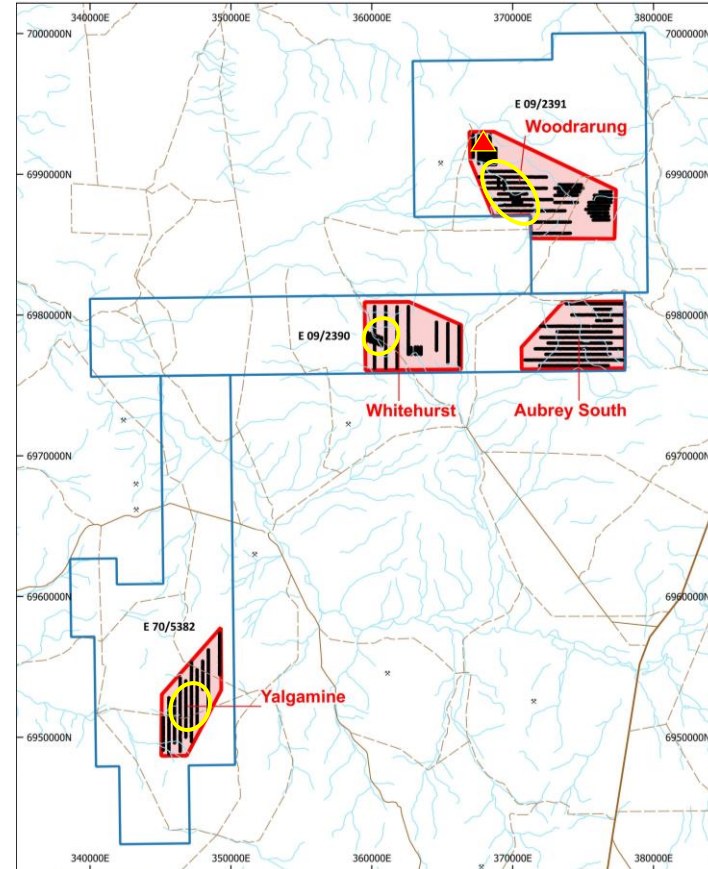 340000E 350000E 360000E 370000E 380000E
7000000N 7000000N
E 09/2391
Woodrarung
6990000N 6990000N
6980000N 6980000N
E 09/2390
Whitehurst Aubrey South
6970000N 6970000N
6960000N 6960000N
E 70/5382
Yalgamine
6950000N 6950000N
340000E 350000E 360000E 370000E 380000E